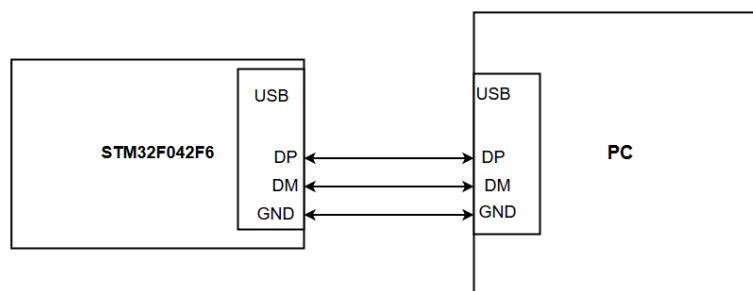 USB
STM32F042F6
DP
DM
GND
USB
DP
DM
GND
PC